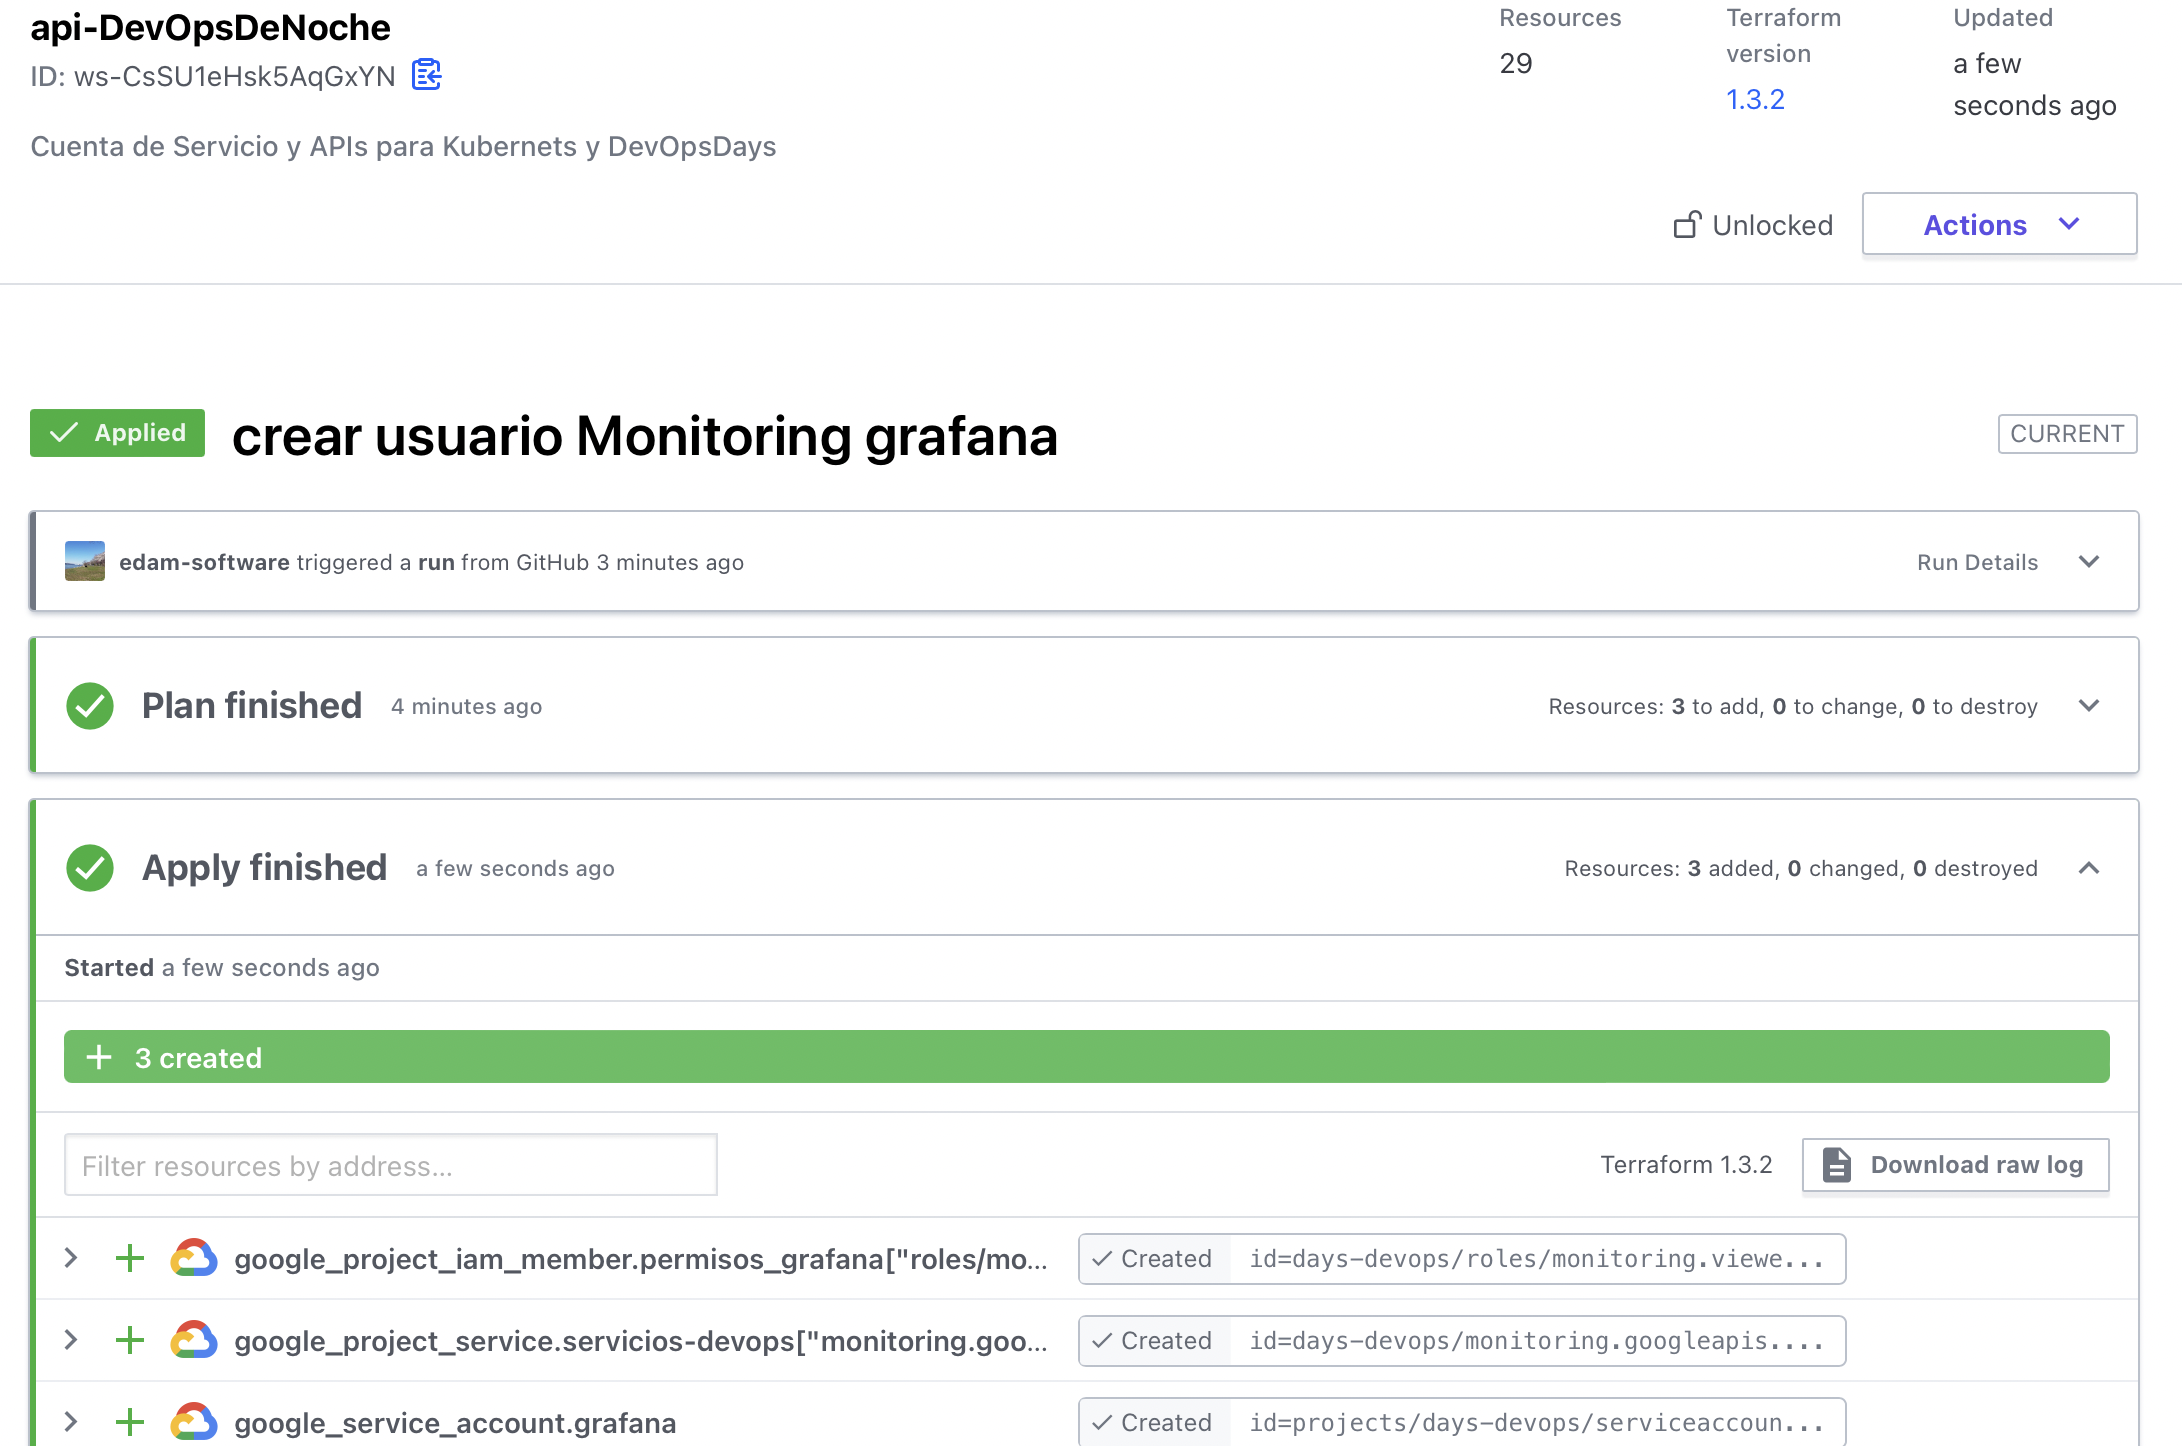 api-DevOpsDeNoche
ID: ws-CsSU1eHsk5AqGxYN
Cuenta de Servicio y APIs para Kubernets y DevOpsDays
Resources
29
Terraform
version
1.3.2
Updated
a few
seconds ago
Unlocked
Actions
Applied
crear usuario Monitoring grafana
CURRENT
edam-software triggered a run from GitHub 3 minutes ago
Run Details
Plan finished 4 minutes ago
Resources: 3 to add, 0 to change, 0 to destroy
Apply finished a few seconds ago
Resources: 3 added, 0 changed, 0 destroyed
Started a few seconds ago
+ 3 created
Filter resources by address...
Terraform 1.3.2
Download raw log
google_project_iam_member.permisos_grafana["roles/mo...
Created id=days-devops/roles/monitoring.viewe...
google_project_service.servicios-devops["monitoring.goo...
Created id=days-devops/monitoring.googleapis....
google_service_account.grafana
Created id=projects/days-devops/serviceaccoun...